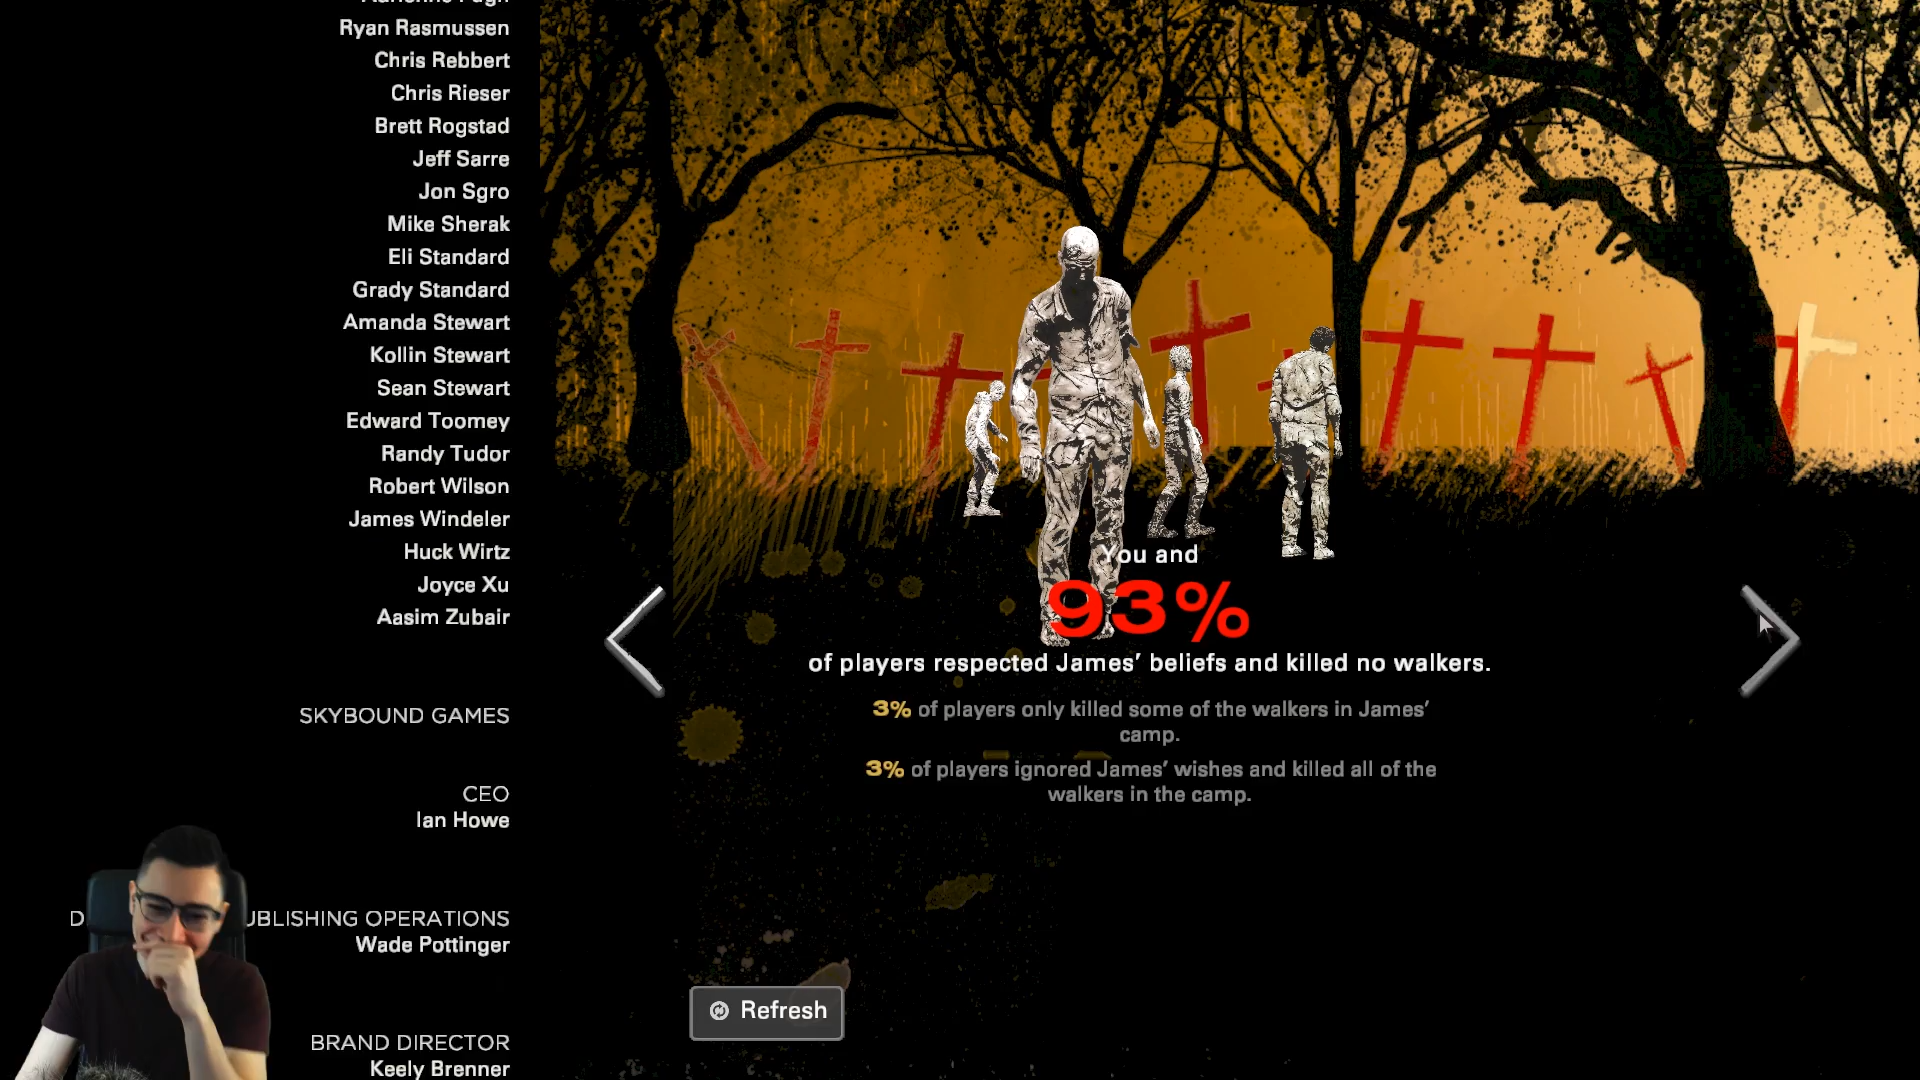 Ryan Rasmussen
Chris Rebbert
Chris Rieser
Brett Rogstad
Jeff Sarre
Jon Sgro
Mike Sherak
Eli Standard
Grady Standard
Amanda Stewart
Kollin Stewart
Sean Stewart
Edward Toomey
Randy Tudor
Robert Wilson
James Windeler
Huck Wirtz
Joyce Xu
Aasim Zubair
SKYBOUND GAMES
CEO
Ian Howe
OPERATIONS
Wade Pottinger
BRAND DIRECTOR
Keely Brenner
You and
93%
of players respected James’ beliefs and killed no walkers.
3% of players only killed some of the walkers in James’
camp.
3% of players ignored James’ wishes and killed all of the
walkers in the camp.
Refresh